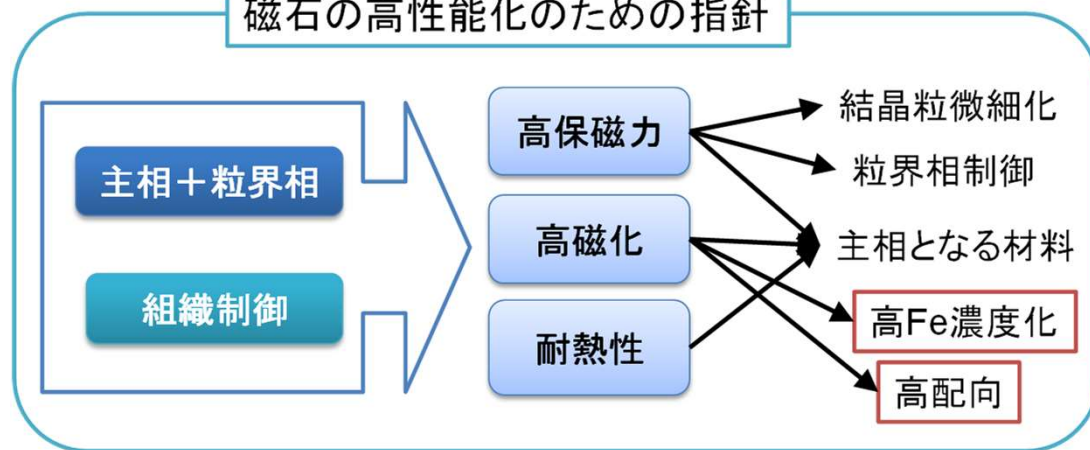 磁石の高性能化のための指針
主相＋粒界相
組織制御
高保磁力
高磁化
耐熱性
結晶粒微細化
粒界相制御
主相となる材料
高Fe濃度化
高配向